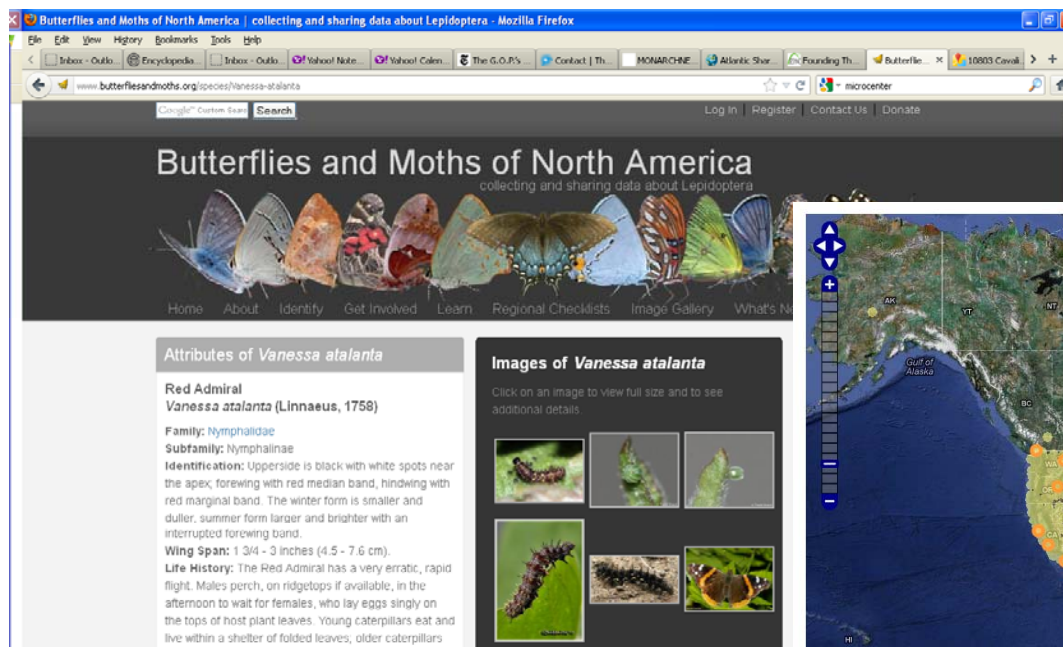 Butterflies and Moths of North America | collecting and sharing data about Lepidoptera - Mozilla Firefox
File Edit View History Bookmarks Tools Help
Inbox - Outlo... Encyclopedia... Inbox - Outlo... Yahoo! Note... Yahoo! Calen... The G.O.P.'s ... Contact | Th... MONARCHNE... Atlantic Shar... Founding Th... Butterflie... 10803 Cavali...
www.butterfliesandmoths.org/species/Vanessa-atalanta
microcenter
Google™ Custom Search Search
Log In | Register | Contact Us | Donate
Butterflies and Moths of North America
collecting and sharing data about Lepidoptera
Home About Identify Get Involved Learn Regional Checklists Image Gallery What's N
Attributes of Vanessa atalanta
Red Admiral
Vanessa atalanta (Linnaeus, 1758)
Family: Nymphalidae
Subfamily: Nymphalinae
Identification: Upperside is black with white spots near
the apex; forewing with red median band, hindwing with
red marginal band. The winter form is smaller and
duller, summer form larger and brighter with an
interrupted forewing band.
Wing Span: 1 3/4 - 3 inches (4.5 - 7.6 cm).
Life History: The Red Admiral has a very erratic, rapid
flight. Males perch, on ridgetops if available, in the
afternoon to wait for females, who lay eggs singly on
the tops of host plant leaves. Young caterpillars eat and
live within a shelter of folded leaves; older caterpillars
Images of Vanessa atalanta
Click on an image to view full size and to see
additional details.
AK
YT
NT
Gulf of
Alaska
BC
WA
OR
CA
HI